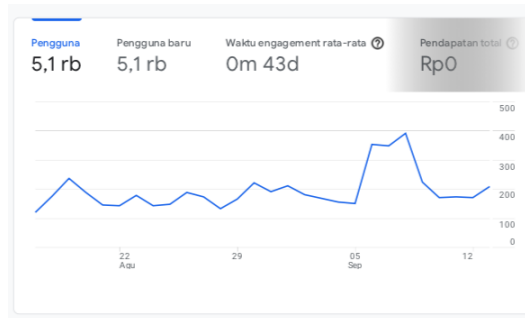 Pengguna
5,1 rb
Pengguna baru
5,1 rb
Waktu engagement rata-rata
0m 43d
Pendapatan total
Rp0
500
400
300
200
100
0
22
Agu
29
05
Sep
12